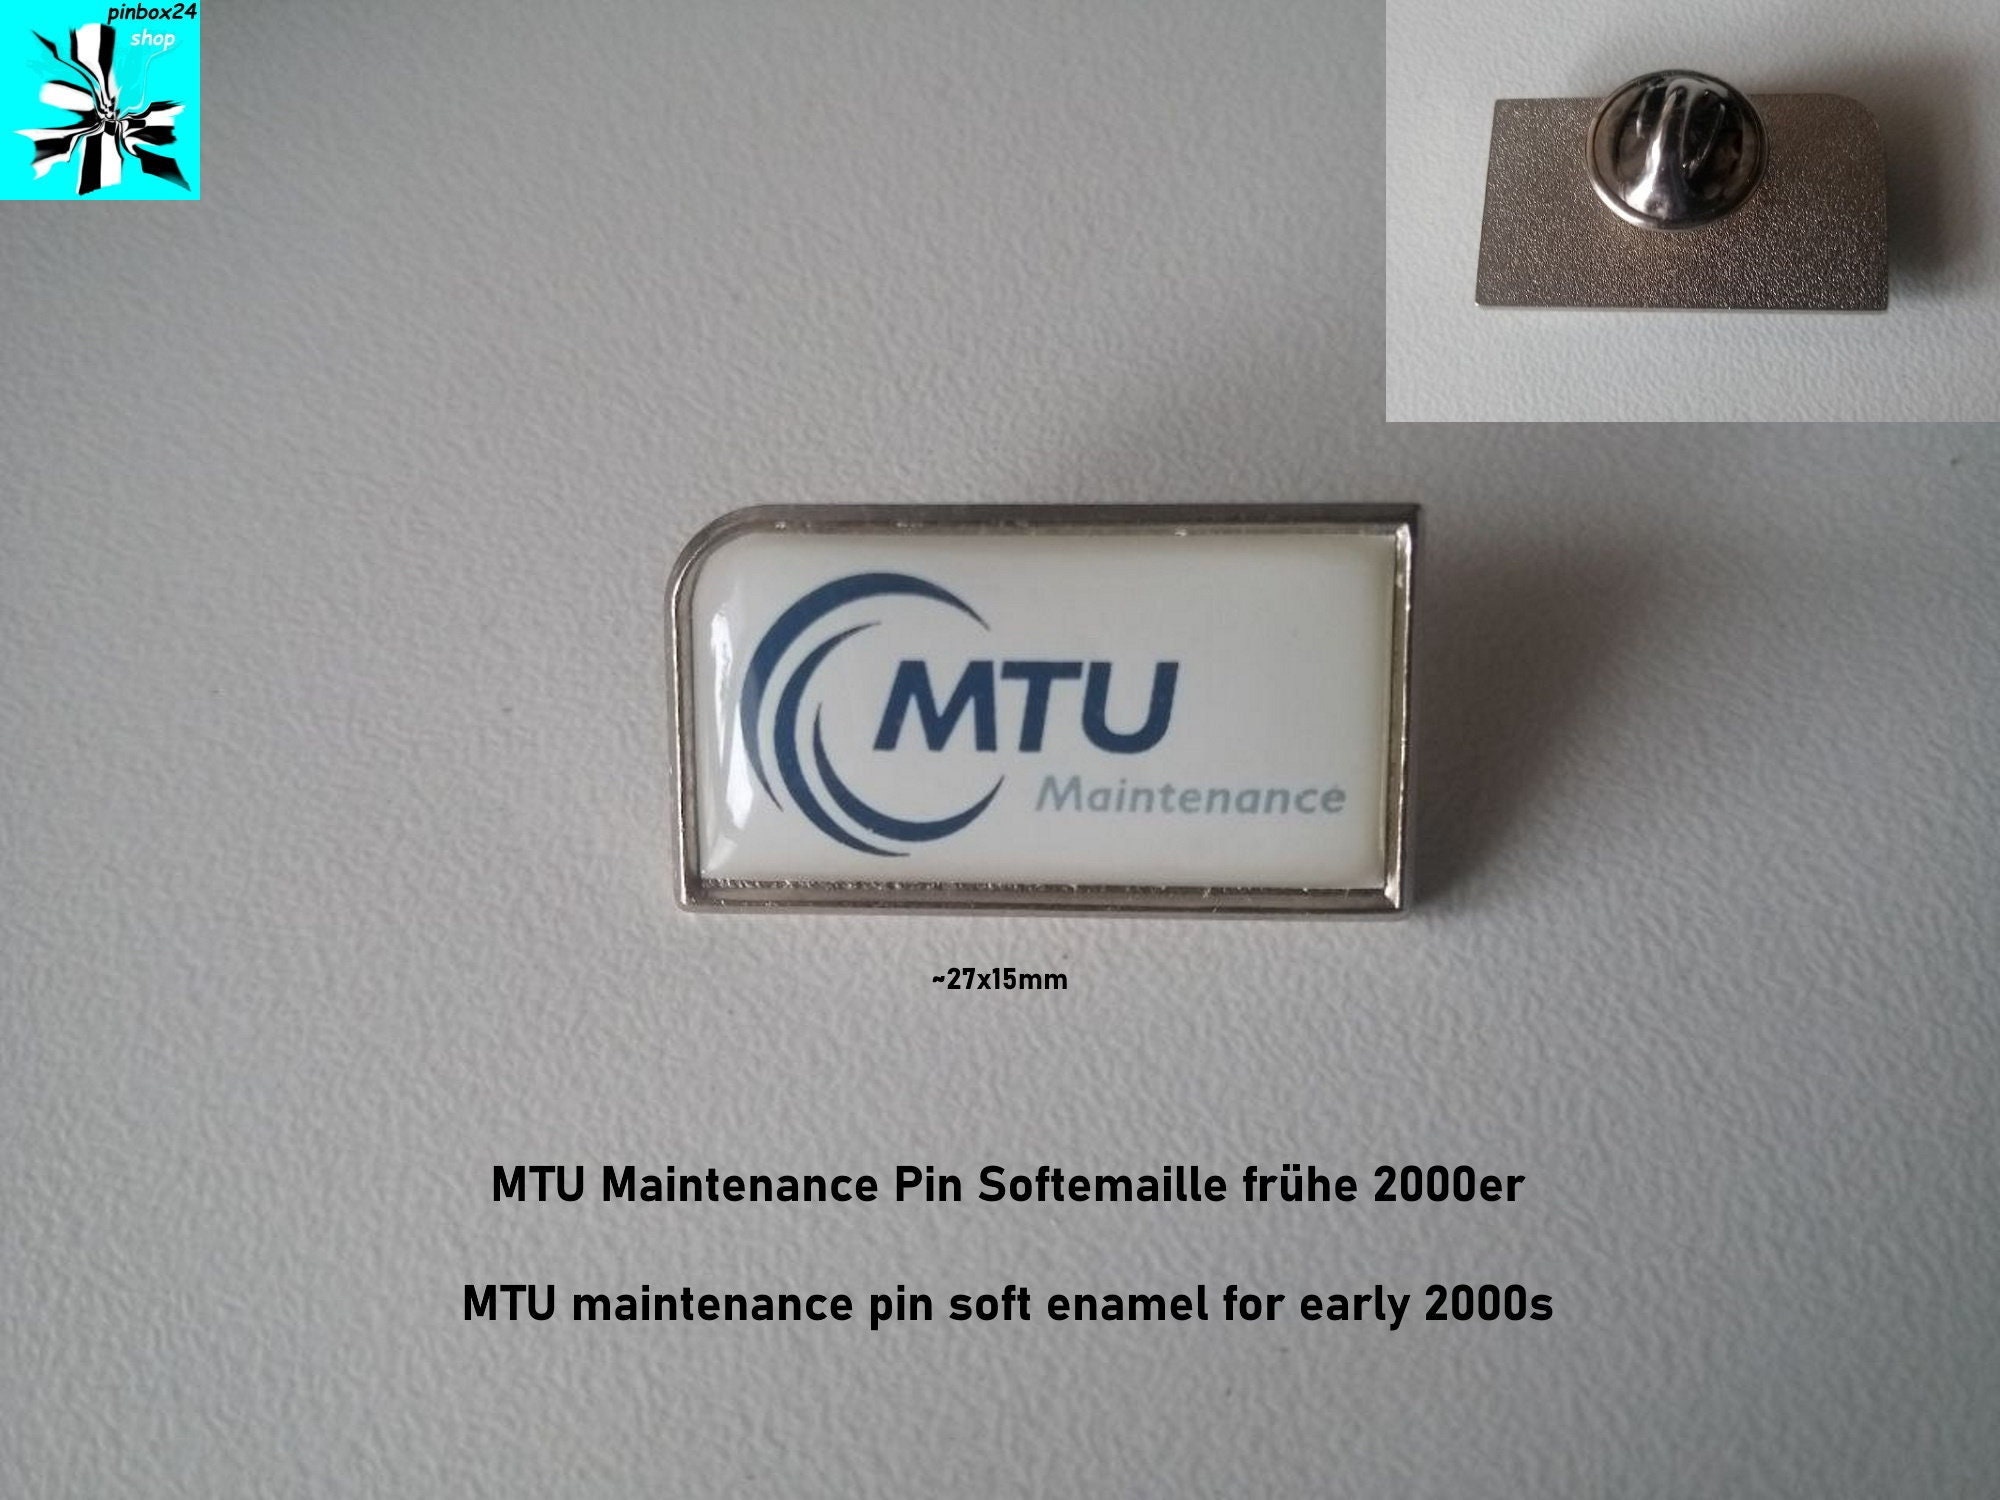 pinbox24
shop
MTU
Maintenance
~27x15mm
MTU Maintenance Pin Softemaille frühe 2000er
MTU maintenance pin soft enamel for early 2000s